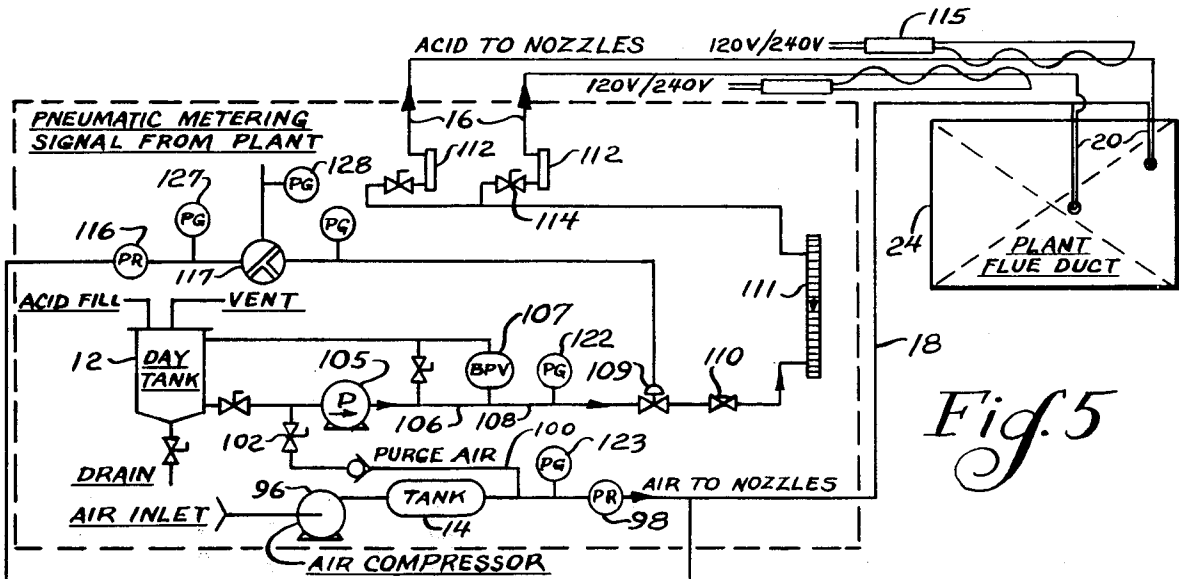 115
ACID TO NOZZLES
120V/240V
120V/240V
PNEUMATIC METERING
SIGNAL FROM PLANT
16
112
112
20
128
PG
127
PG
PG
114
116
PR
117
24
PLANT
FLUE DUCT
111
ACID FILL
VENT
107
122
12
DAY
TANK
105
BPV
PG
109
110
18
P
106
108
Fig. 5
102
100
123
PURGE AIR
PG
DRAIN
96
AIR TO NOZZLES
TANK
PR
AIR INLET
14
98
AIR COMPRESSOR